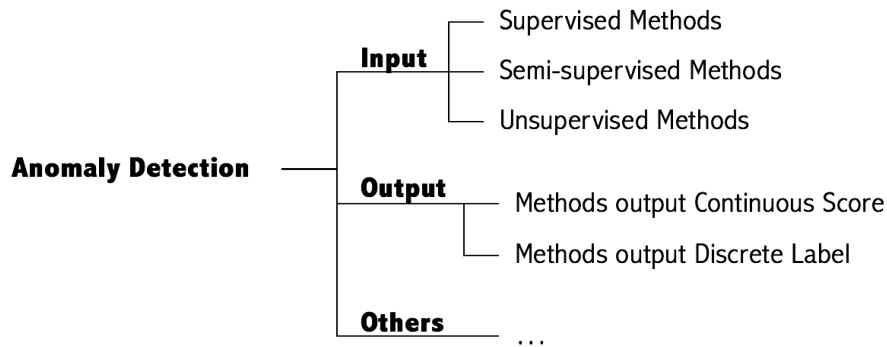 Supervised Methods
Input
Semi-supervised Methods
Unsupervised Methods
Anomaly Detection
Output
Methods output Continuous Score
Methods output Discrete Label
Others
...